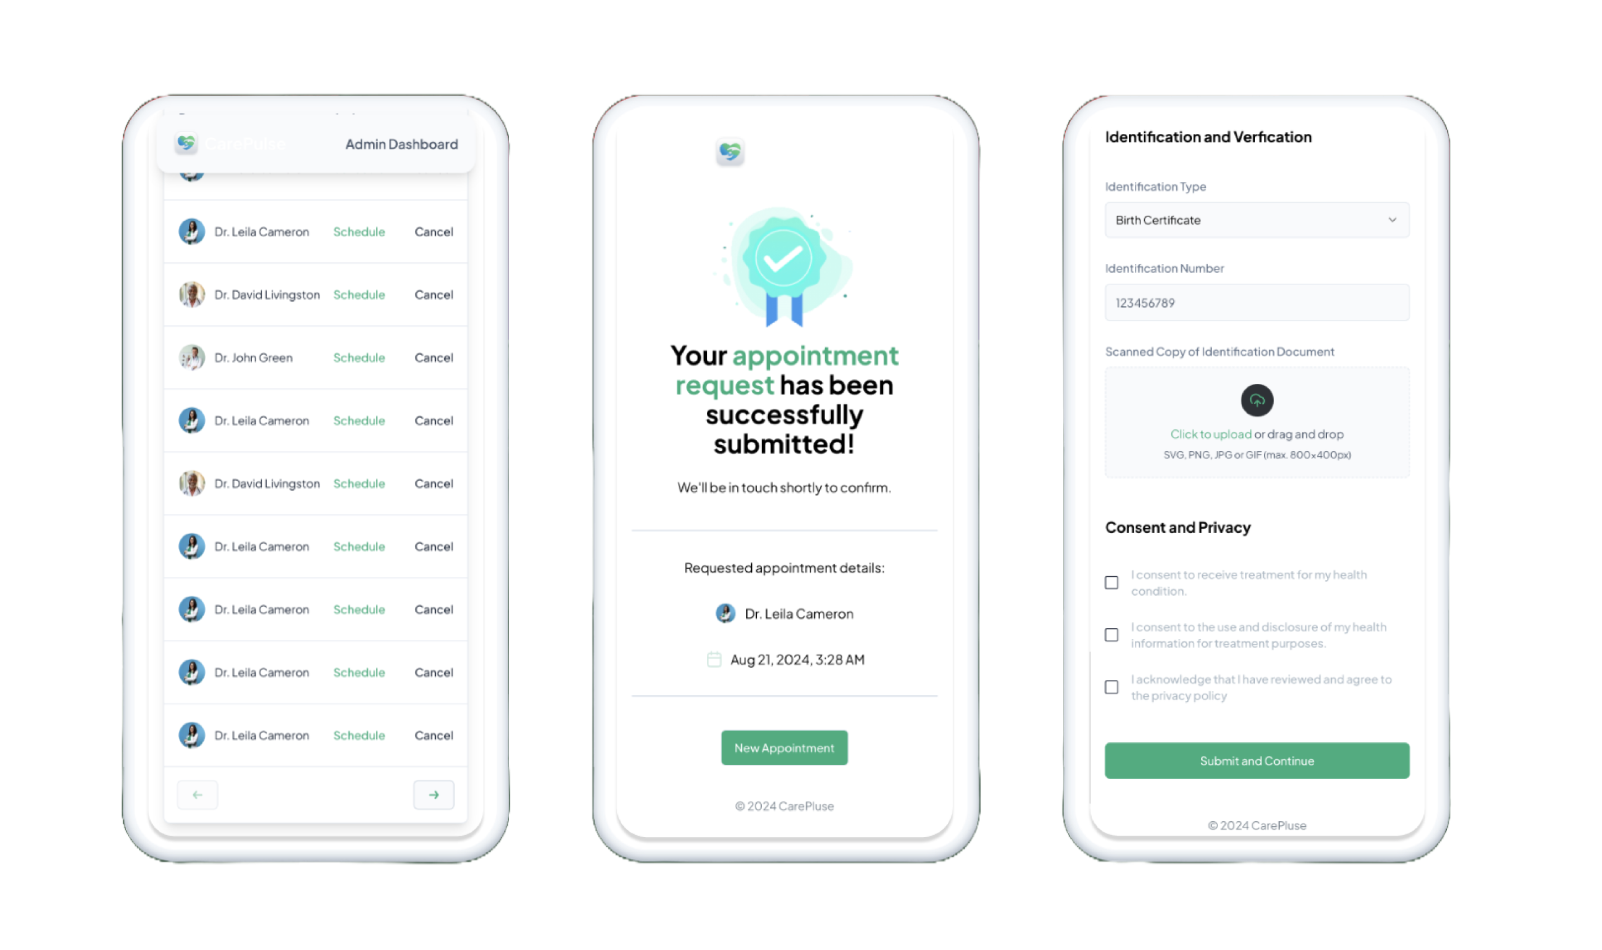 CarePulse
Admin Dashboard
Dr. Leila Cameron Schedule Cancel
Dr. David Livingston Schedule Cancel
Dr. John Green Schedule Cancel
Dr. Leila Cameron Schedule Cancel
Dr. David Livingston Schedule Cancel
Dr. Leila Cameron Schedule Cancel
Dr. Leila Cameron Schedule Cancel
Dr. Leila Cameron Schedule Cancel
Dr. Leila Cameron Schedule Cancel
Your appointment
request has been
successfully
submitted!
We'll be in touch shortly to confirm.
Requested appointment details:
Dr. Leila Cameron
Aug 21, 2024, 3:28 AM
New Appointment
© 2024 CarePluse
Identification and Verfication
Identification Type
Birth Certificate
Identification Number
123456789
Scanned Copy of Identification Document
Click to upload or drag and drop
SVG, PNG, JPG or GIF (max. 800x400px)
Consent and Privacy
I consent to receive treatment for my health
condition.
I consent to the use and disclosure of my health
information for treatment purposes.
I acknowledge that I have reviewed and agree to
the privacy policy
Submit and Continue
© 2024 CarePluse